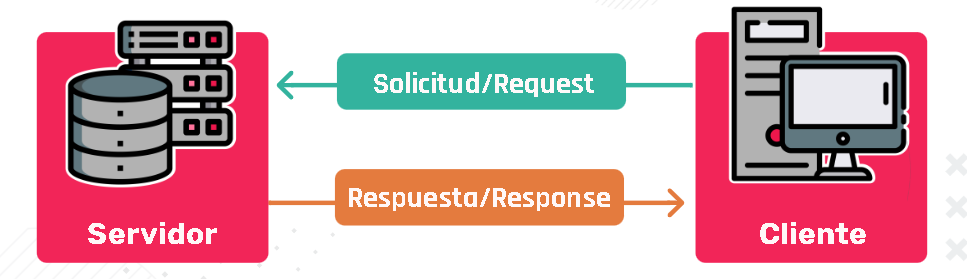 Solicitud/Request
Respuesta/Response
Servidor
Cliente